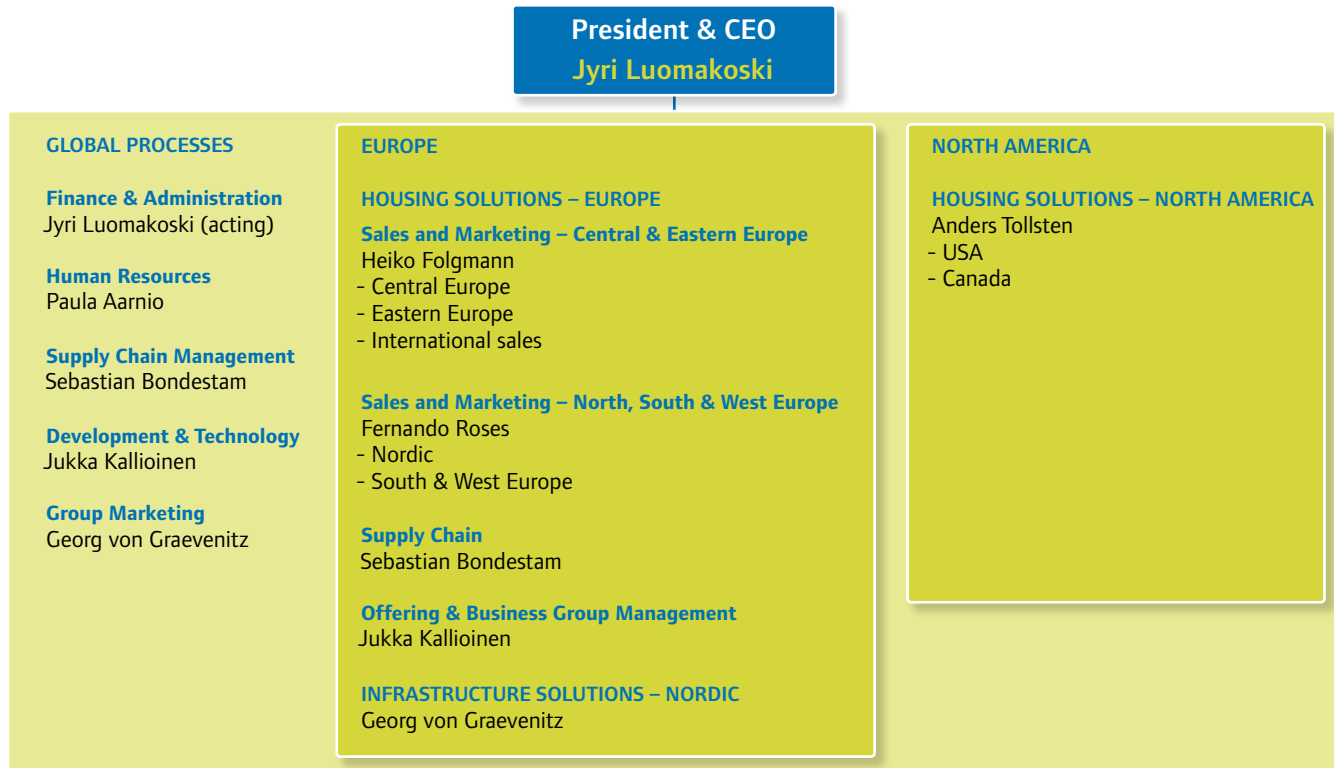 President & CEO
Jyri Luomakoski
GLOBAL PROCESSES
Finance & Administration
Jyri Luomakoski (acting)
Human Resources
Paula Aarnio
Supply Chain Management
Sebastian Bondestam
Development & Technology
Jukka Kallioinen
Group Marketing
Georg von Graevenitz
EUROPE
HOUSING SOLUTIONS – EUROPE
Sales and Marketing – Central & Eastern Europe
Heiko Folgmann
- Central Europe
- Eastern Europe
- International sales
Sales and Marketing – North, South & West Europe
Fernando Roses
- Nordic
- South & West Europe
Supply Chain
Sebastian Bondestam
Offering & Business Group Management
Jukka Kallioinen
INFRASTRUCTURE SOLUTIONS – NORDIC
Georg von Graevenitz
NORTH AMERICA
HOUSING SOLUTIONS – NORTH AMERICA
Anders Tollsten
- USA
- Canada